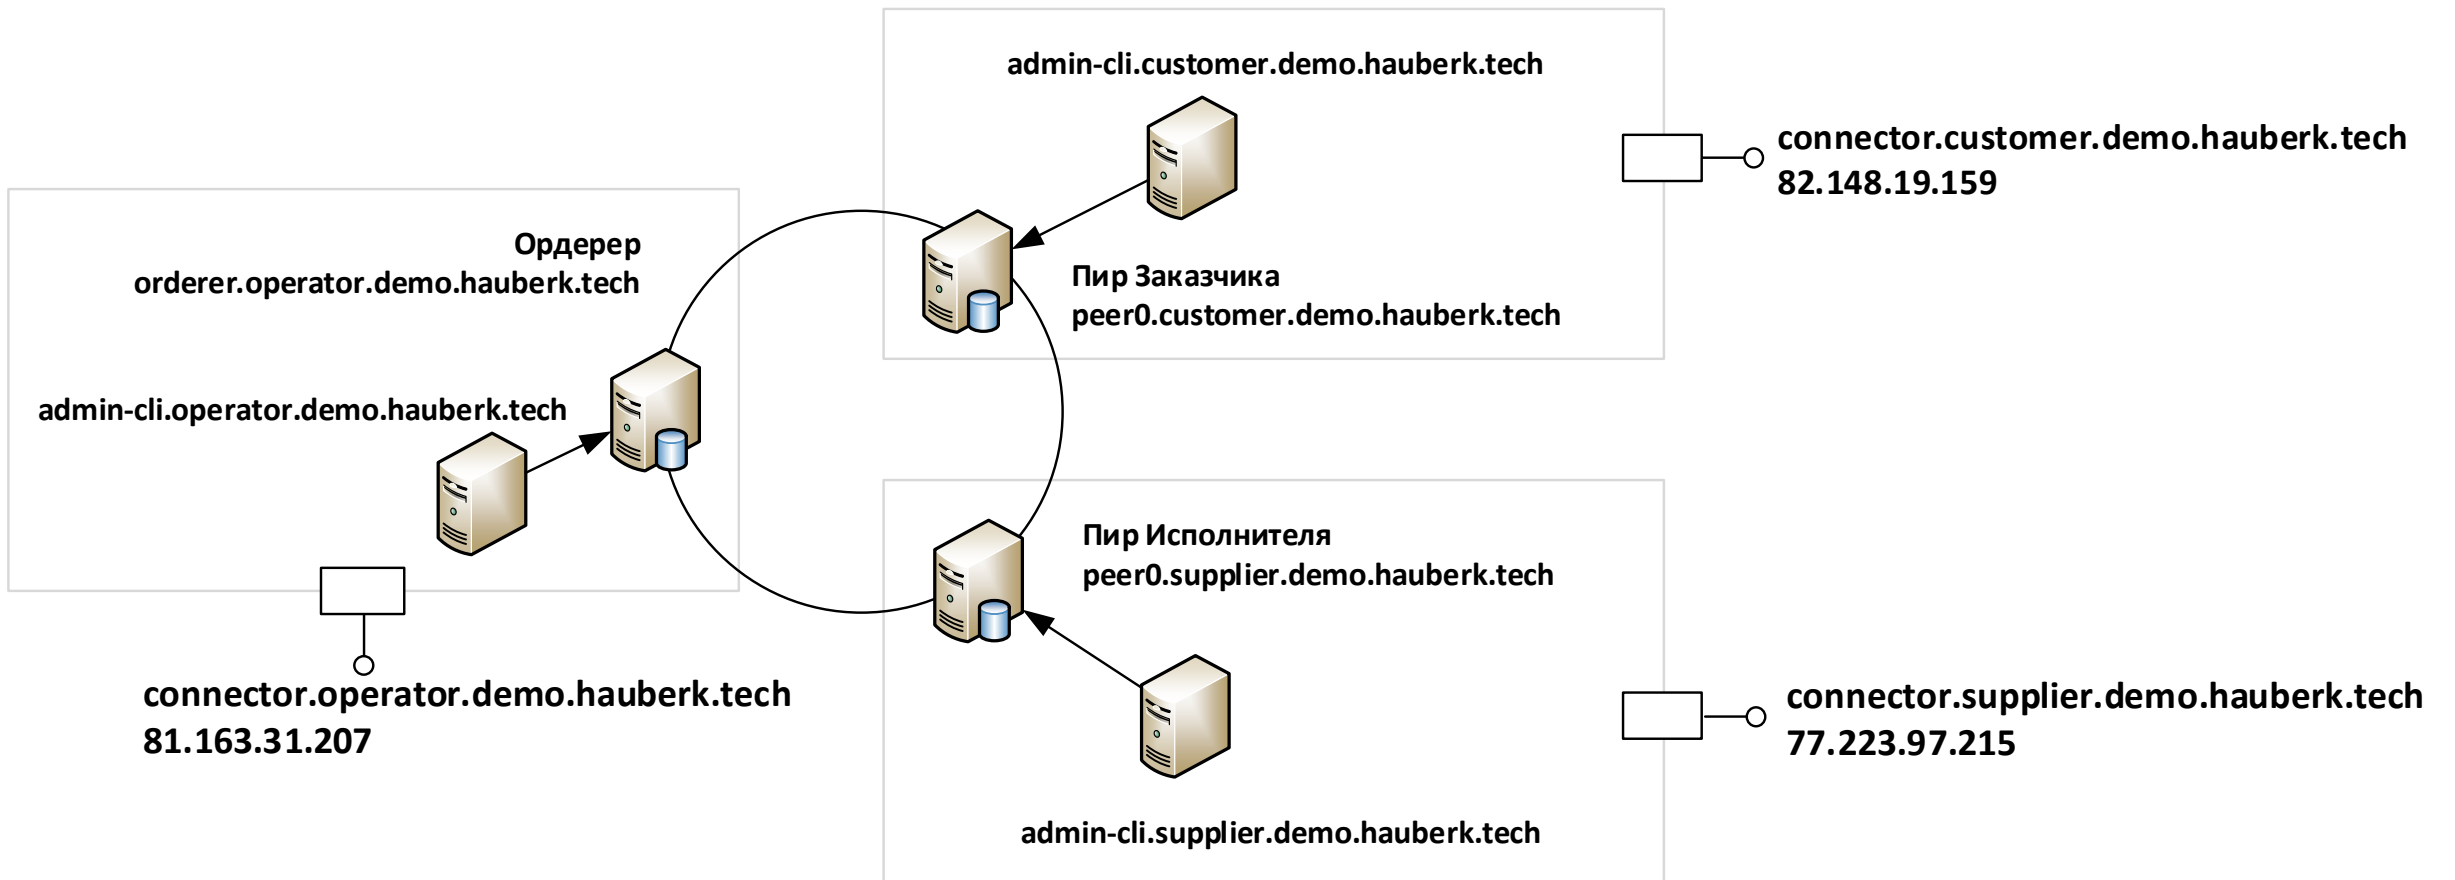 admin-cli.customer.demo.hauberk.tech
connector.customer.demo.hauberk.tech
82.148.19.159
Ордерер
orderer.operator.demo.hauberk.tech
Пир Заказчика
peer0.customer.demo.hauberk.tech
admin-cli.operator.demo.hauberk.tech
Пир Исполнителя
peer0.supplier.demo.hauberk.tech
connector.operator.demo.hauberk.tech
81.163.31.207
connector.supplier.demo.hauberk.tech
77.223.97.215
admin-cli.supplier.demo.hauberk.tech